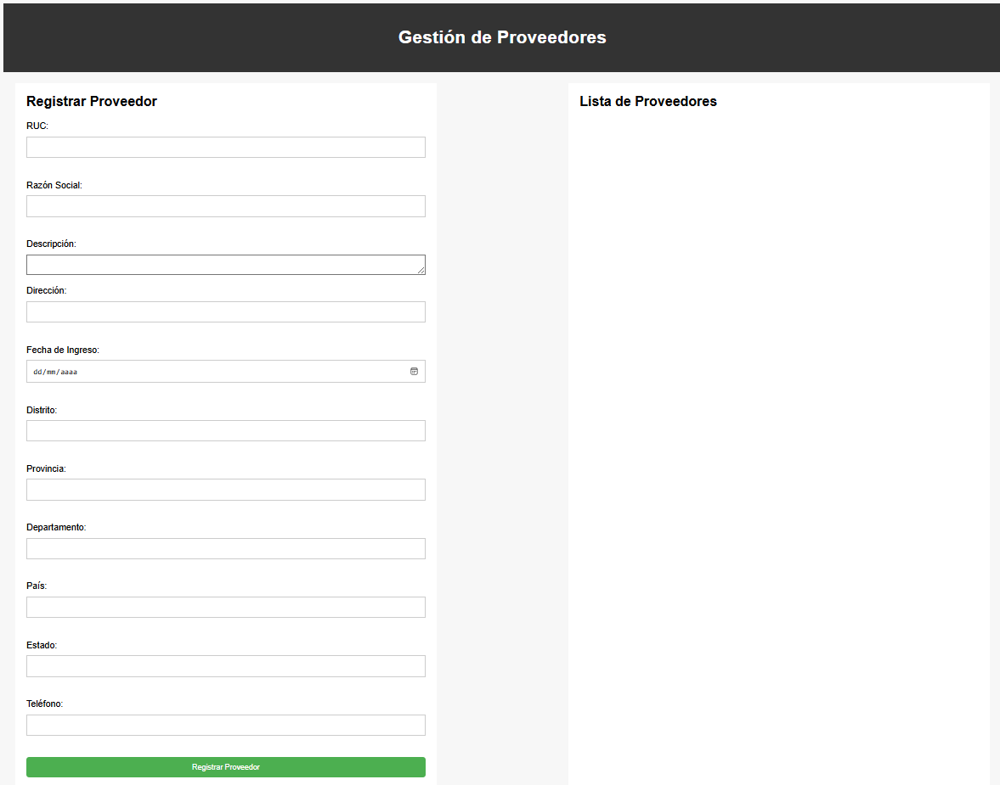 Gestión de Proveedores
Registrar Proveedor
RUC:
Razón Social:
Descripción:
Dirección:
Fecha de Ingreso:
dd/mm/aaaa
Distrito:
Provincia:
Departamento:
País:
Estado:
Teléfono:
Registrar Proveedor
Lista de Proveedores